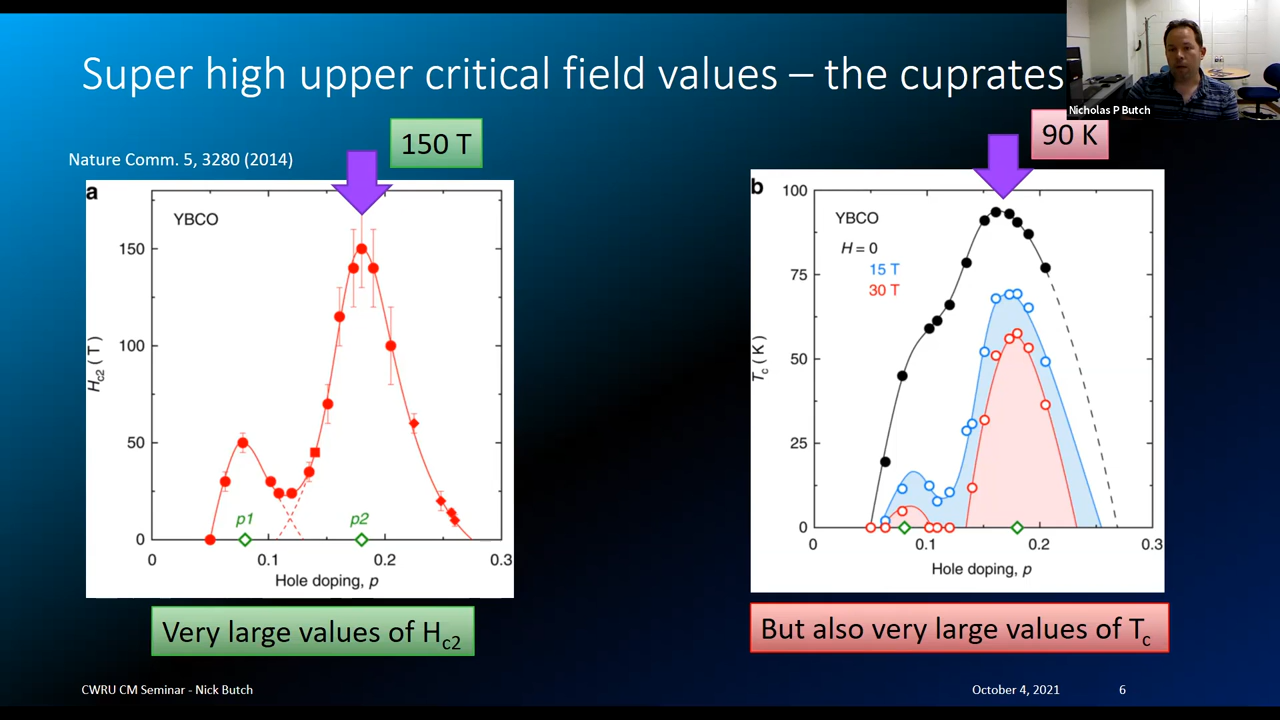 Super high upper critical field values – the cuprates
Nicholas P Butch
150 T
90 K
Nature Comm. 5, 3280 (2014)
a
YBCO
150
100
50
0
H_c2 ( T )
p1
p2
0
0.1
0.2
0.3
Hole doping, p
b
YBCO
H = 0
15 T
30 T
100
75
50
25
0
T_c ( K )
0
0.1
0.2
0.3
Hole doping, p
Very large values of H_c2
But also very large values of T_c
CWRU CM Seminar - Nick Butch
October 4, 2021
6